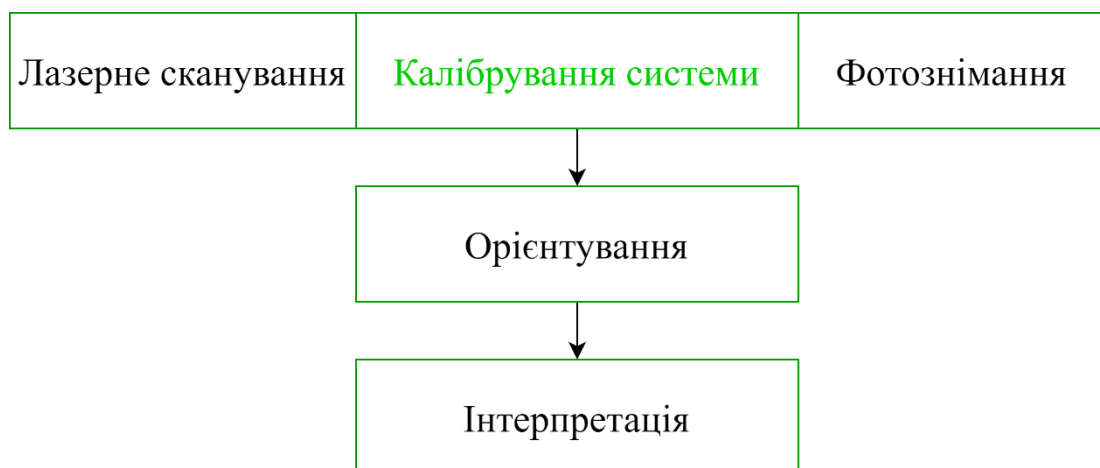 Лазерне сканування
Калібрування системи
Фотознімання
Орієнтування
Інтерпретація